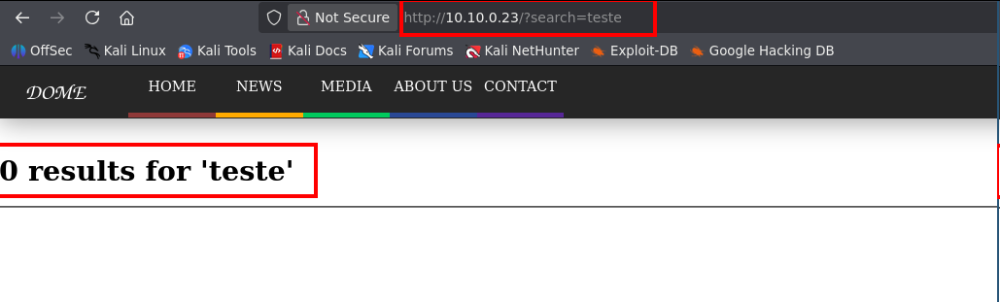 Not Secure http://10.10.0.23/?search=teste
OffSec Kali Linux Kali Tools Kali Docs Kali Forums Kali NetHunter Exploit-DB Google Hacking DB
DOME HOME NEWS MEDIA ABOUT US CONTACT
0 results for 'teste'